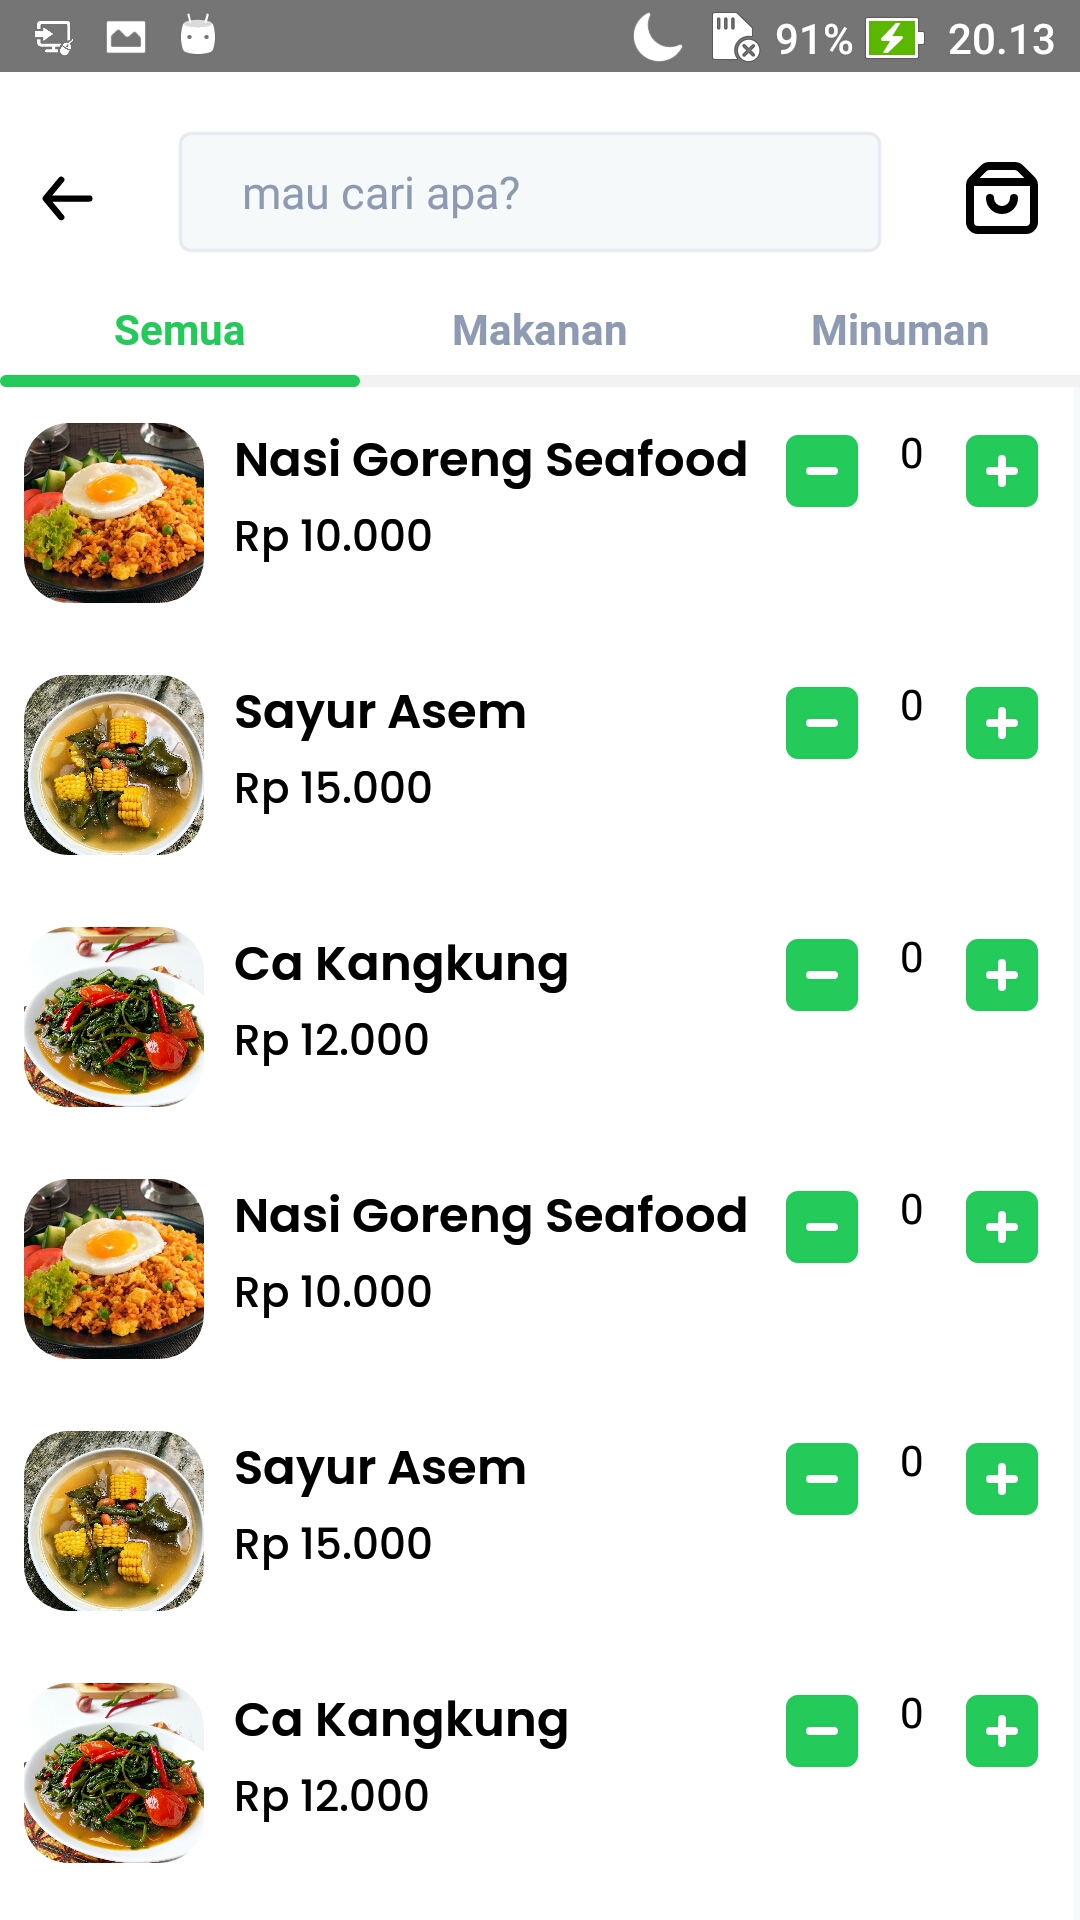 91% 20.13
mau cari apa?
Semua Makanan Minuman
Nasi Goreng Seafood 0
Rp 10.000
Sayur Asem 0
Rp 15.000
Ca Kangkung 0
Rp 12.000
Nasi Goreng Seafood 0
Rp 10.000
Sayur Asem 0
Rp 15.000
Ca Kangkung 0
Rp 12.000